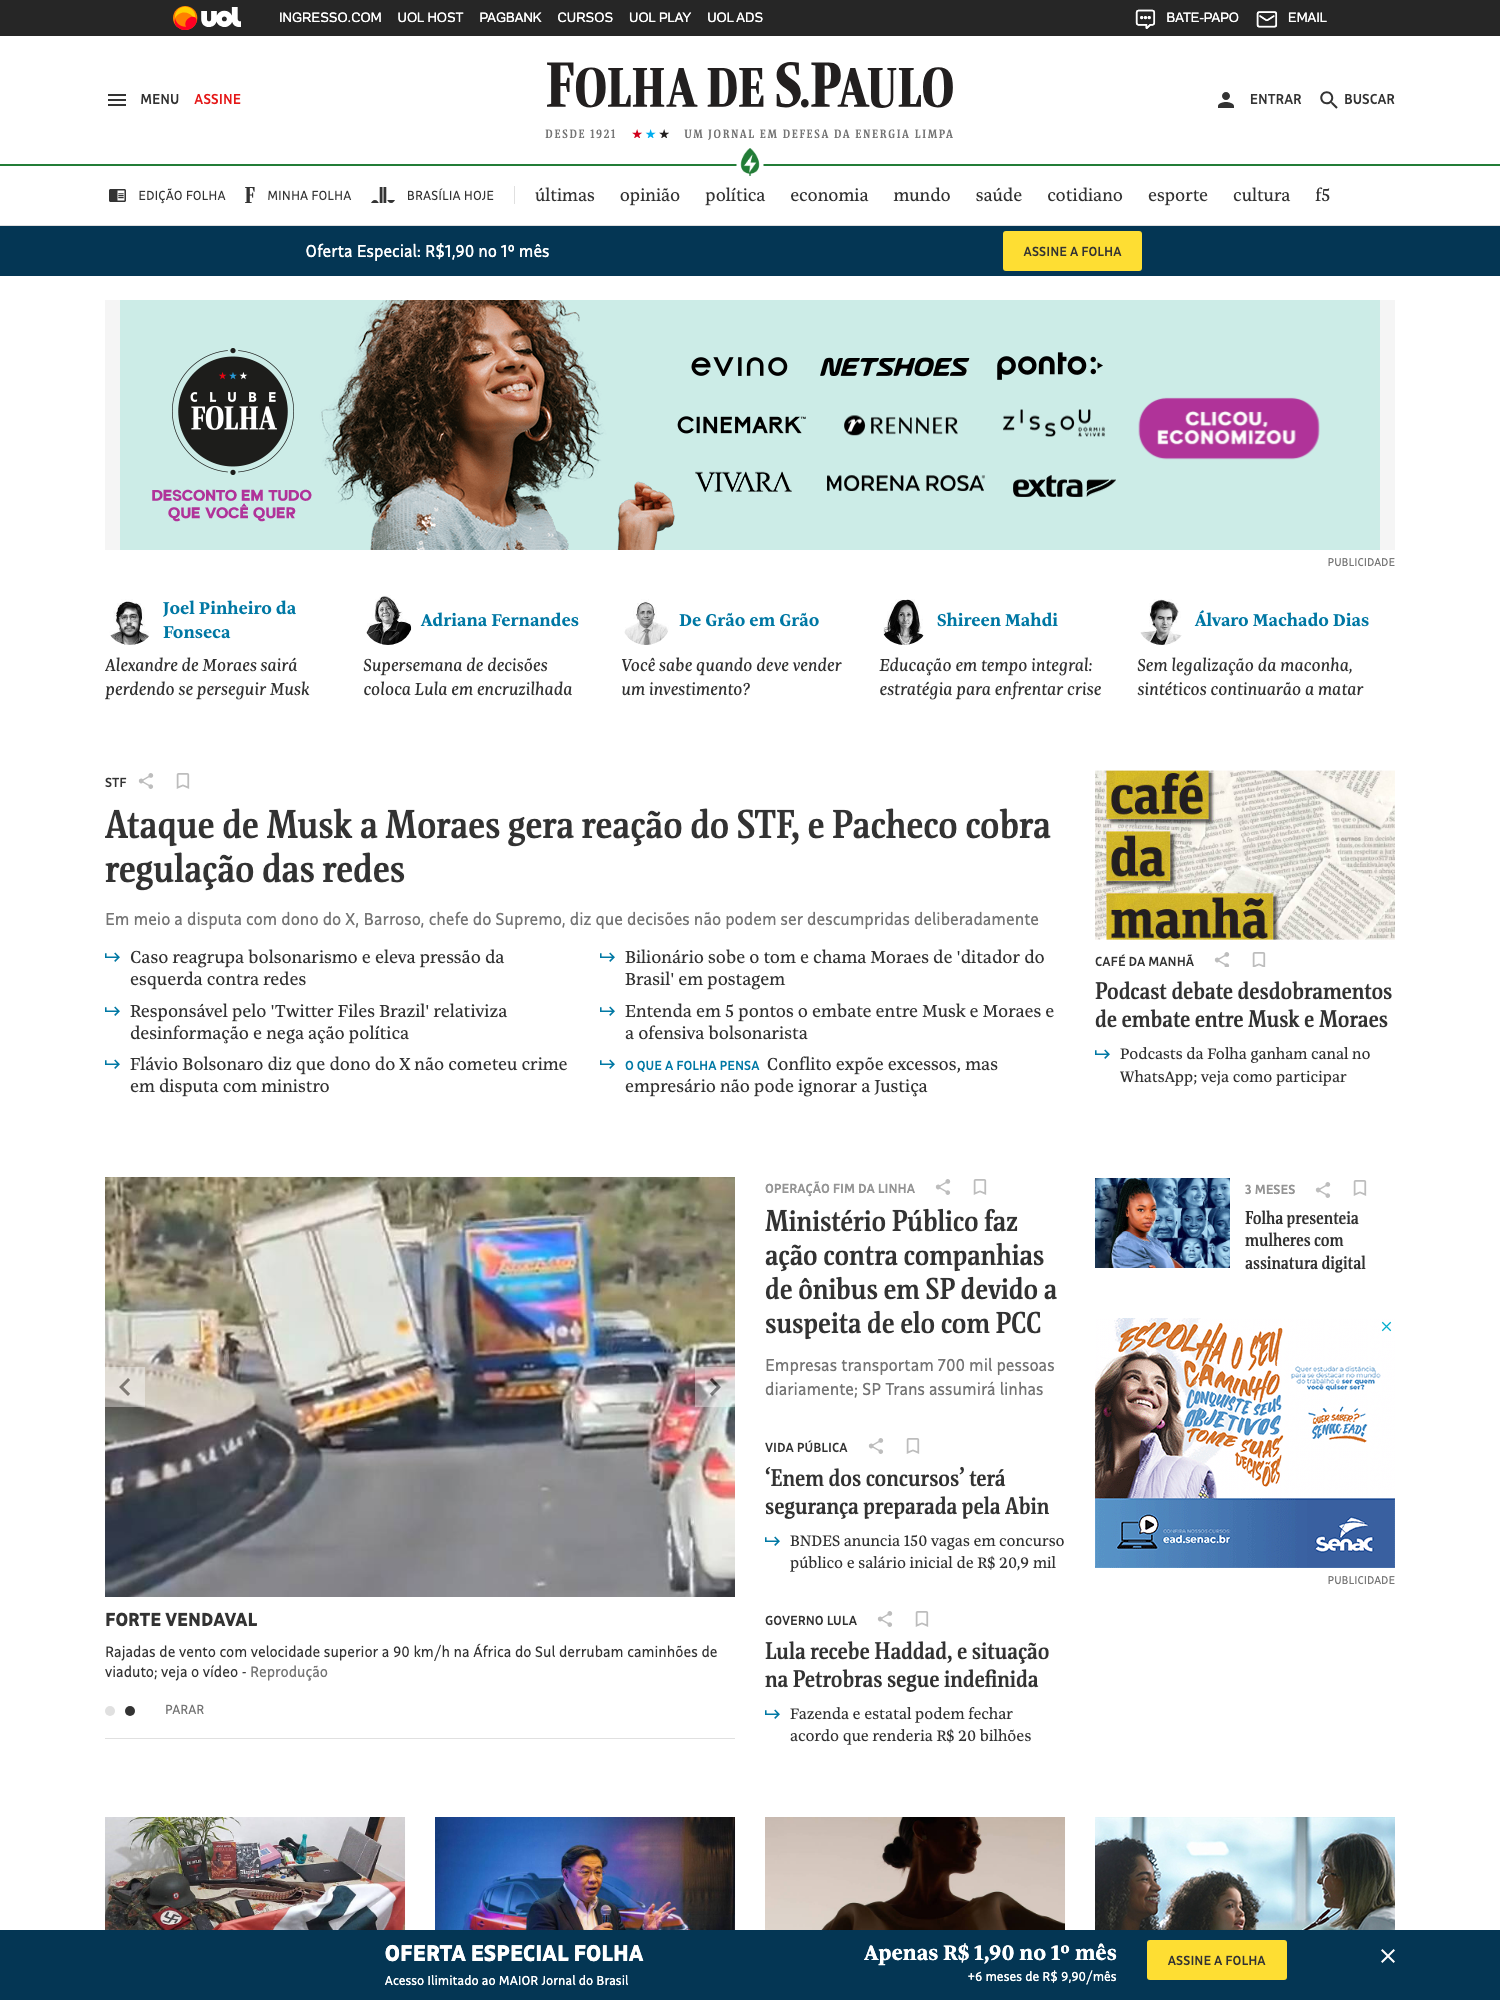 uol
INGRESSO.COM UOL HOST PAGBANK CURSOS UOL PLAY UOL ADS
BATE-PAPO EMAIL
MENU ASSINE
FOLHA DE S.PAULO
DESDE 1921 ★★★ UM JORNAL EM DEFESA DA ENERGIA LIMPA
ENTRAR BUSCAR
EDIÇÃO FOLHA F MINHA FOLHA BRASÍLIA HOJE
últimas opinião política economia mundo saúde cotidiano esporte cultura f5
Oferta Especial: R$1,90 no 1º mês
ASSINE A FOLHA
CLUBE
FOLHA
DESCONTO EM TUDO
QUE VOCÊ QUER
evino NETSHOES ponto:>
CINEMARK™ RENNER ZISSOU
DORMIR
& VIVER
VIVARA MORENA ROSA extra
CLICOU,
ECONOMIZOU
PUBLICIDADE
Joel Pinheiro da
Fonseca
Alexandre de Moraes sairá
perdendo se perseguir Musk
Adriana Fernandes
Supersemana de decisões
coloca Lula em encruzilhada
De Grão em Grão
Você sabe quando deve vender
um investimento?
Shireen Mahdi
Educação em tempo integral:
estratégia para enfrentar crise
Álvaro Machado Dias
Sem legalização da maconha,
sintéticos continuarão a matar
STF
Ataque de Musk a Moraes gera reação do STF, e Pacheco cobra
regulação das redes
Em meio a disputa com dono do X, Barroso, chefe do Supremo, diz que decisões não podem ser descumpridas deliberadamente
Caso reagrupa bolsonarismo e eleva pressão da
esquerda contra redes
Responsável pelo 'Twitter Files Brazil' relativiza
desinformação e nega ação política
Flávio Bolsonaro diz que dono do X não cometeu crime
em disputa com ministro
Bilionário sobe o tom e chama Moraes de 'ditador do
Brasil' em postagem
Entenda em 5 pontos o embate entre Musk e Moraes e
a ofensiva bolsonarista
O QUE A FOLHA PENSA Conflito expõe excessos, mas
empresário não pode ignorar a Justiça
café
da
manhã
CAFÉ DA MANHÃ
Podcast debate desdobramentos
de embate entre Musk e Moraes
Podcasts da Folha ganham canal no
WhatsApp; veja como participar
FORTE VENDAVAL
Rajadas de vento com velocidade superior a 90 km/h na África do Sul derrubam caminhões de
viaduto; veja o vídeo - Reprodução
PARAR
OPERAÇÃO FIM DA LINHA
Ministério Público faz
ação contra companhias
de ônibus em SP devido a
suspeita de elo com PCC
Empresas transportam 700 mil pessoas
diariamente; SP Trans assumirá linhas
VIDA PÚBLICA
‘Enem dos concursos’ terá
segurança preparada pela Abin
BNDES anuncia 150 vagas em concurso
público e salário inicial de R$ 20,9 mil
GOVERNO LULA
Lula recebe Haddad, e situação
na Petrobras segue indefinida
Fazenda e estatal podem fechar
acordo que renderia R$ 20 bilhões
3 MESES
Folha presenteia
mulheres com
assinatura digital
ESCOLHA O SEU
CAMINHO
CONQUISTE SEUS
OBJETIVOS
TOME SUAS
DECISÕES
Quer estudar a distância,
para se destacar no mundo
do trabalho e ser quem
você quiser ser?
QUER SABER?
SENAC EAD!
CONHEÇA NOSSOS CURSOS
ead.senac.br
Senac
PUBLICIDADE
OFERTA ESPECIAL FOLHA
Acesso Ilimitado ao MAIOR Jornal do Brasil
Apenas R$ 1,90 no 1º mês
+6 meses de R$ 9,90/mês
ASSINE A FOLHA